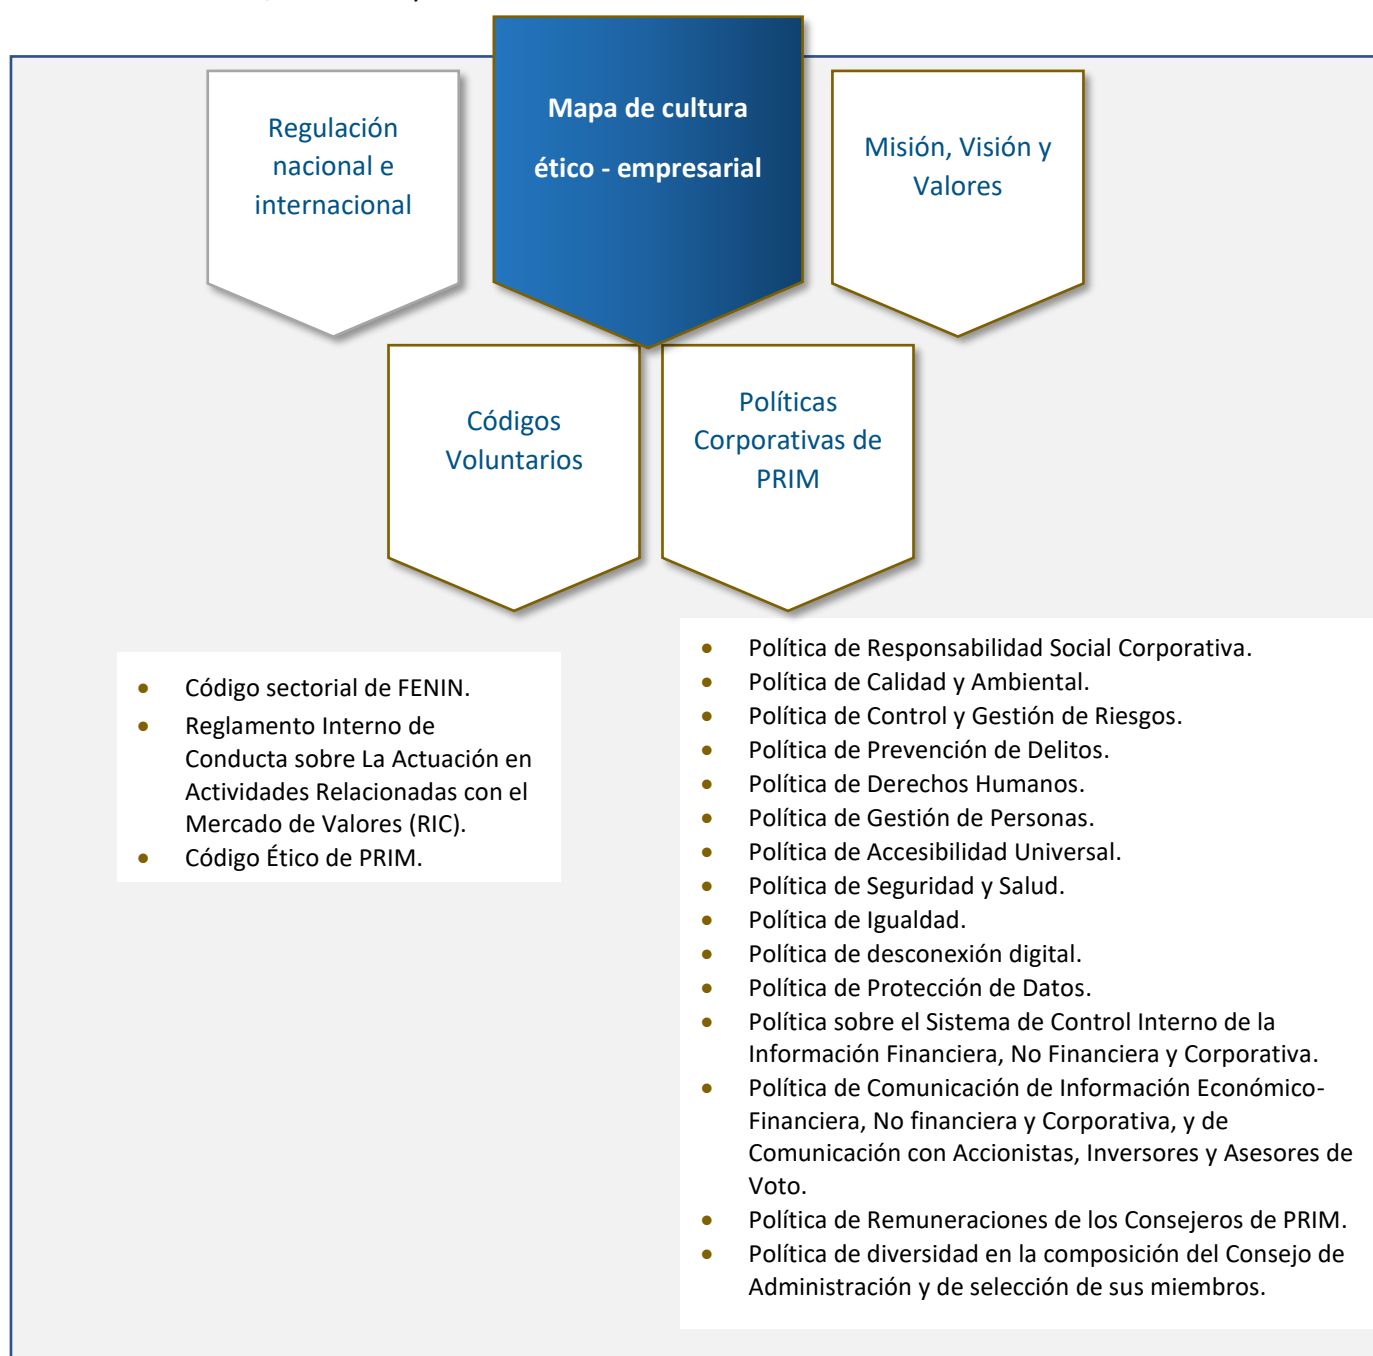 Mapa de cultura
ético - empresarial
Regulación
nacional e
internacional
Misión, Visión y
Valores
Códigos
Voluntarios
Políticas
Corporativas de
PRIM
• Código sectorial de FENIN.
• Reglamento Interno de
Conducta sobre La Actuación en
Actividades Relacionadas con el
Mercado de Valores (RIC).
• Código Ético de PRIM.
• Política de Responsabilidad Social Corporativa.
• Política de Calidad y Ambiental.
• Política de Control y Gestión de Riesgos.
• Política de Prevención de Delitos.
• Política de Derechos Humanos.
• Política de Gestión de Personas.
• Política de Accesibilidad Universal.
• Política de Seguridad y Salud.
• Política de Igualdad.
• Política de desconexión digital.
• Política de Protección de Datos.
• Política sobre el Sistema de Control Interno de la
Información Financiera, No Financiera y Corporativa.
• Política de Comunicación de Información Económico-
Financiera, No financiera y Corporativa, y de
Comunicación con Accionistas, Inversores y Asesores de
Voto.
• Política de Remuneraciones de los Consejeros de PRIM.
• Política de diversidad en la composición del Consejo de
Administración y de selección de sus miembros.